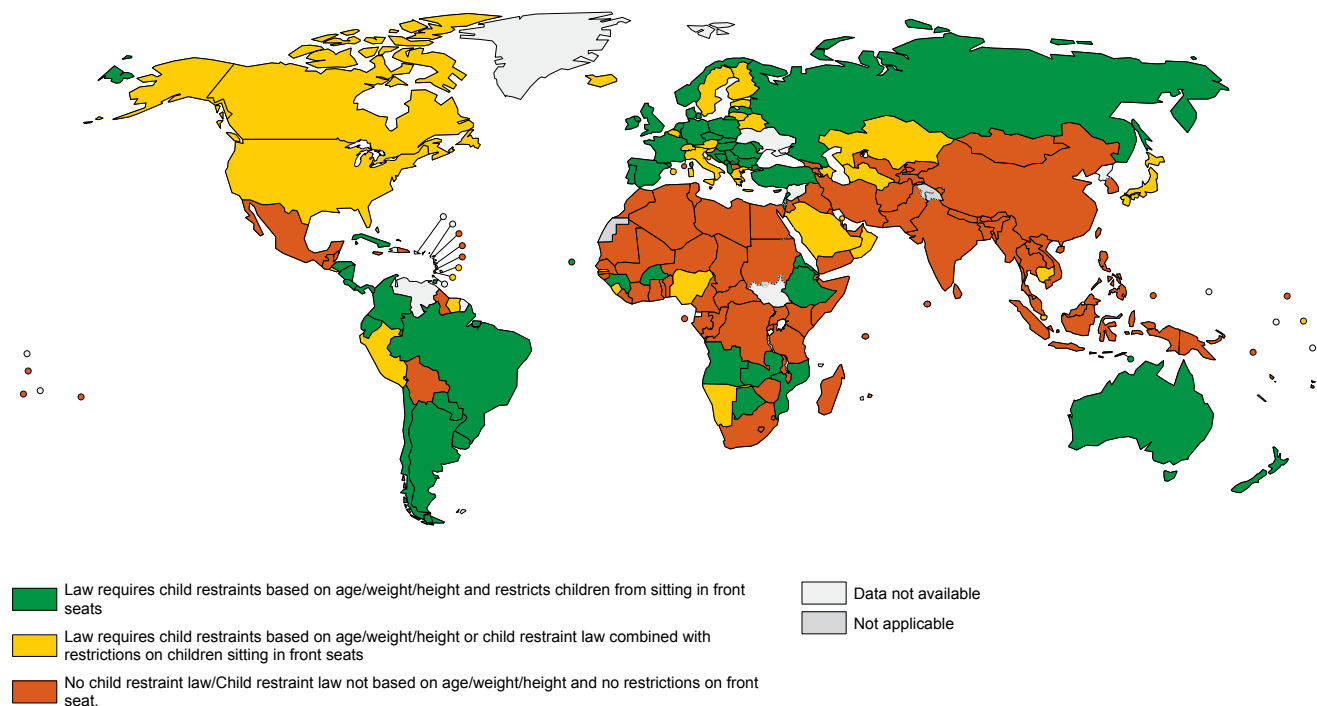 Law requires child restraints based on age/weight/height and restricts children from sitting in front
seats
Law requires child restraints based on age/weight/height or child restraint law combined with
restrictions on children sitting in front seats
No child restraint law/Child restraint law not based on age/weight/height and no restrictions on front
seat.
Data not available
Not applicable